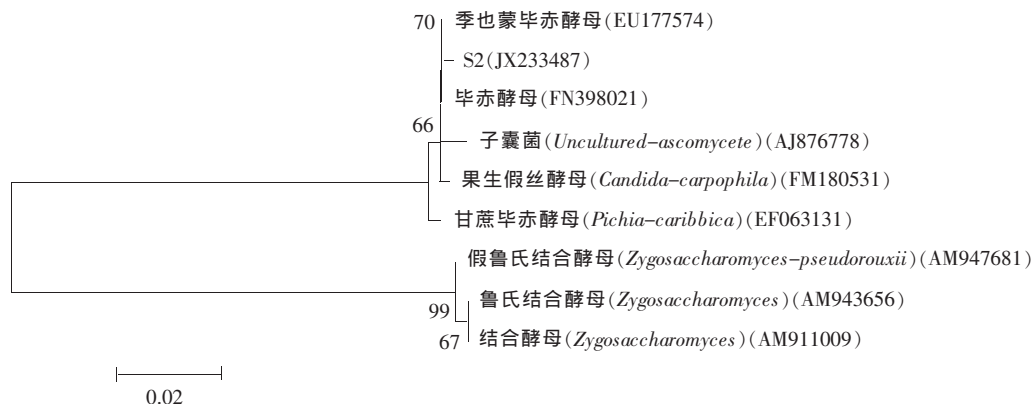 70 季也蒙毕赤酵母(EU177574)
S2(JX233487)
毕赤酵母(FN398021)
66
子囊菌(Uncultured-ascomycete)(AJ876778)
果生假丝酵母(Candida-carpophila)(FM180531)
甘蔗毕赤酵母(Pichia-caribbica)(EF063131)
假鲁氏结合酵母(Zygosaccharomyces-pseudorouxii)(AM947681)
鲁氏结合酵母(Zygosaccharomyces)(AM943656)
99
67 结合酵母(Zygosaccharomyces)(AM911009)
0.02